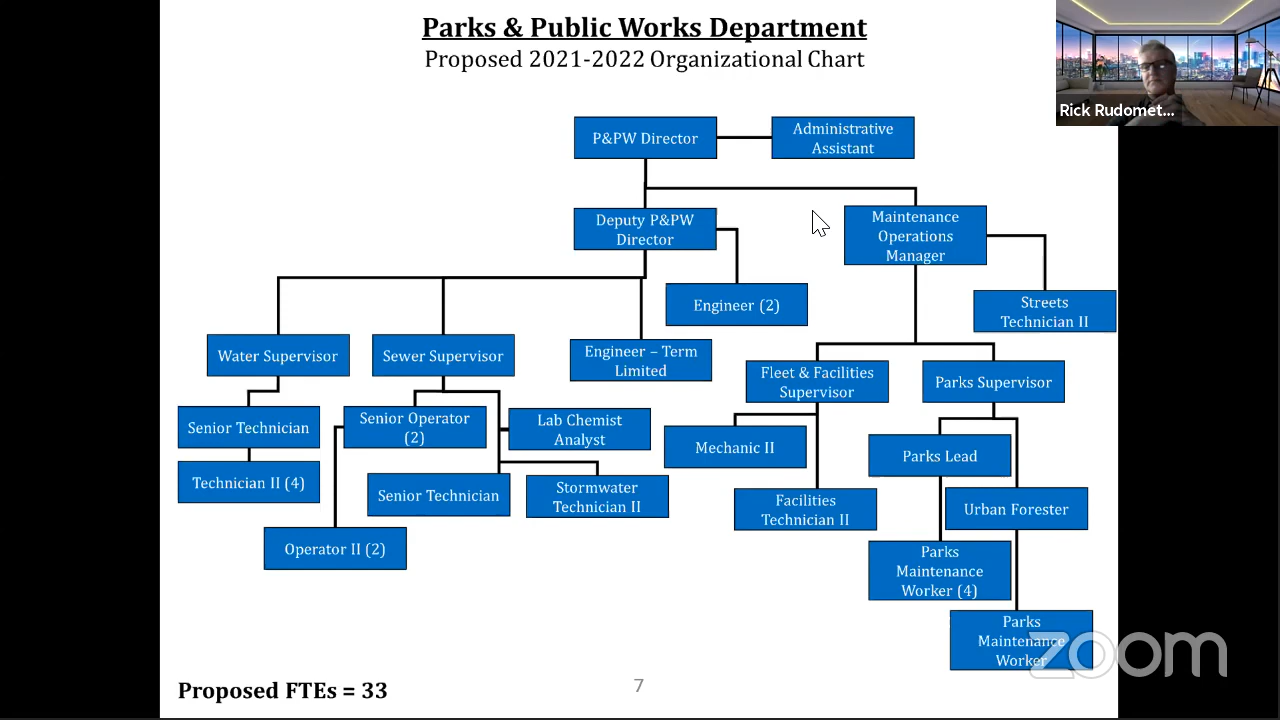 Parks & Public Works Department
Proposed 2021-2022 Organizational Chart
Rick Rudomet...
P&PW Director
Administrative
Assistant
Deputy P&PW
Director
Maintenance
Operations
Manager
Engineer (2)
Streets
Technician II
Water Supervisor
Sewer Supervisor
Engineer – Term
Limited
Fleet & Facilities
Supervisor
Parks Supervisor
Senior Technician
Senior Operator
(2)
Lab Chemist
Analyst
Mechanic II
Parks Lead
Technician II (4)
Senior Technician
Stormwater
Technician II
Facilities
Technician II
Urban Forester
Operator II (2)
Parks
Maintenance
Worker (4)
Parks
Maintenance
Worker
zoom
Proposed FTEs = 33
7